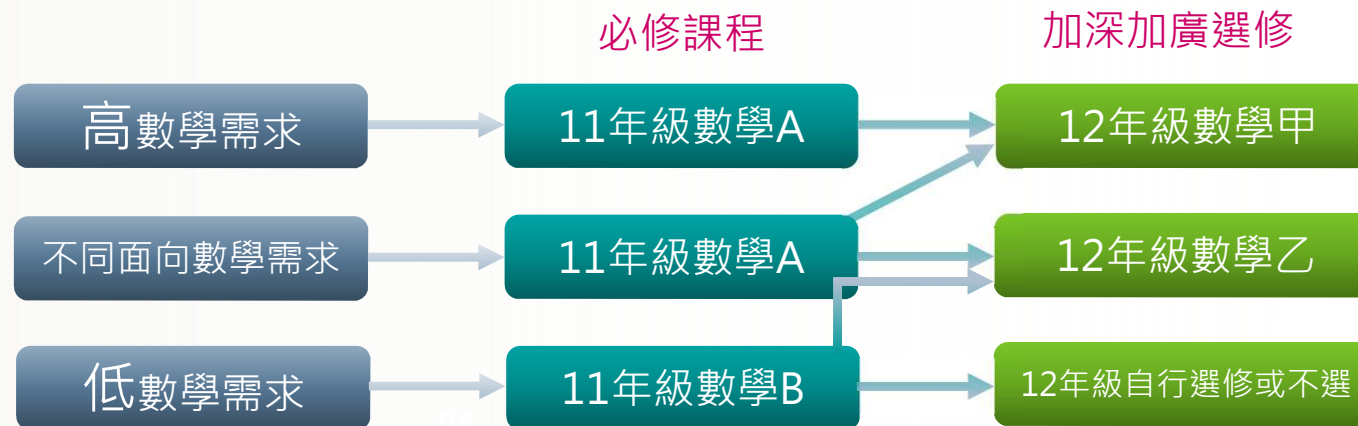 必修課程
加深加廣選修
高數學需求
11年級數學A
12年級數學甲
不同面向數學需求
11年級數學A
12年級數學乙
低數學需求
11年級數學B
12年級自行選修或不選